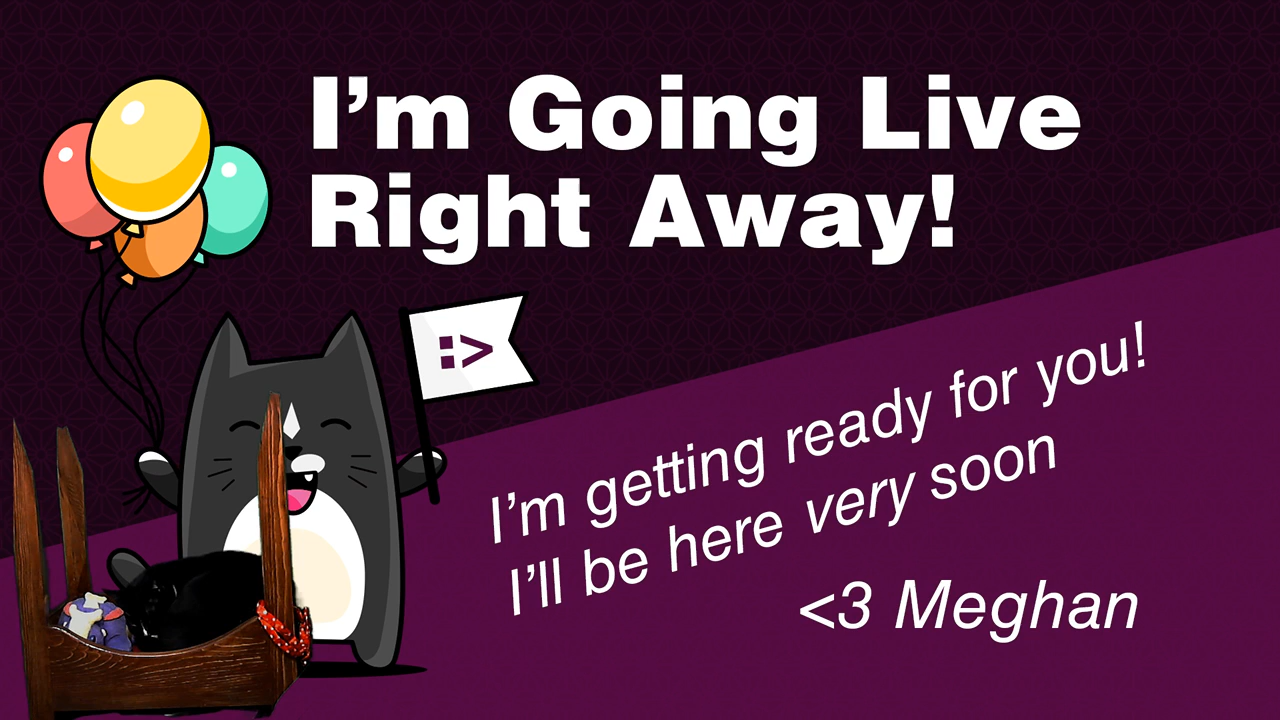 I’m Going Live
Right Away!
:>
I’m getting ready for you!
I’ll be here very soon
<3 Meghan